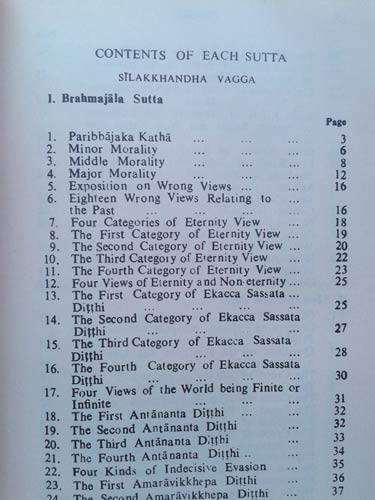 CONTENTS OF EACH SUTTA
SĪLAKKHANDHA VAGGA
I. Brahmajāla Sutta
Page
1. Paribbājaka Kathā ... ... ... 3
2. Minor Morality ... ... ... 6
3. Middle Morality ... ... ... 8
4. Major Morality ... ... ... 12
5. Exposition on Wrong Views ... ... 16
6. Eighteen Wrong Views Relating to
the Past ... ... ... ... 16
7. Four Categories of Eternity View ... 18
8. The First Category of Eternity View ... 19
9. The Second Category of Eternity View ... 20
10. The Third Category of Eternity View ... 22
11. The Fourth Category of Eternity View ... 23
12. Four Views of Eternity and Non-eternity ... 25
13. The First Category of Ekacca Sassata
Diṭṭhi ... ... ... ... 25
14. The Second Category of Ekacca Sassata
Diṭṭhi ... ... ... ... 27
15. The Third Category of Ekacca Sassata
Diṭṭhi ... ... ... ... 28
16. The Fourth Category of Ekacca Sassata
Diṭṭhi ... ... ... ... 30
17. Four Views of the World being Finite or
Infinite ... ... ... 31
18. The First Antānanta Diṭṭhi ... ... 32
19. The Second Antānanta Diṭṭhi ... ... 32
20. The Third Antānanta Diṭṭhi ... ... 33
21. The Fourth Antānanta Diṭṭhi .. ... 34
22. Four Kinds of Indecisive Evasion ... ... 35
23. The First Amarāvikkhepa Diṭṭhi ... ... 36
24. The Second Amarāvikkhepa Diṭṭhi ... 37